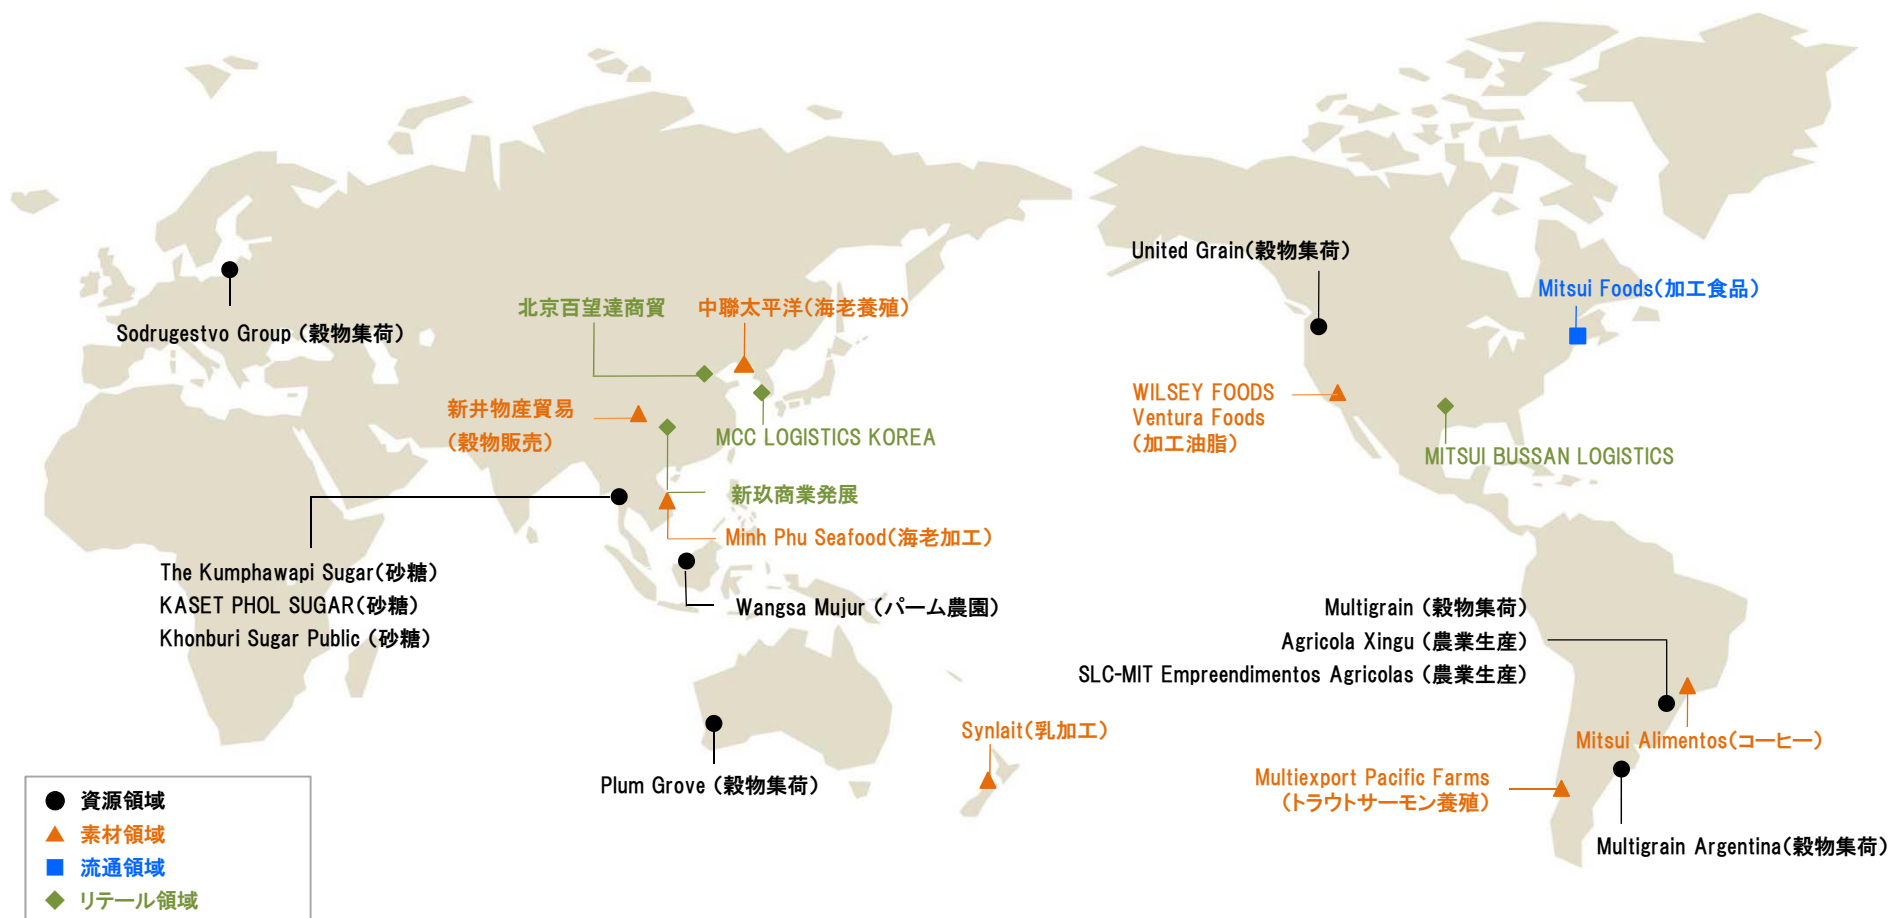 United Grain(穀物集荷)
Mitsui Foods(加工食品)
北京百望達商貿
中聯太平洋(海老養殖)
Sodrugestvo Group (穀物集荷)
新井物産貿易
(穀物販売)
MCC LOGISTICS KOREA
WILSEY FOODS
Ventura Foods
(加工油脂)
MITSUI BUSSAN LOGISTICS
新玖商業発展
Minh Phu Seafood(海老加工)
The Kumphawapi Sugar(砂糖)
KASET PHOL SUGAR(砂糖)
Khonburi Sugar Public (砂糖)
Wangsa Mujur (パーム農園)
Multigrain (穀物集荷)
Agricola Xingu (農業生産)
SLC-MIT Empreendimentos Agricolas (農業生産)
Synlait(乳加工)
Mitsui Alimentos(コーヒー)
Plum Grove (穀物集荷)
Multiexport Pacific Farms
(トラウトサーモン養殖)
Multigrain Argentina(穀物集荷)
資源領域
素材領域
流通領域
リテール領域